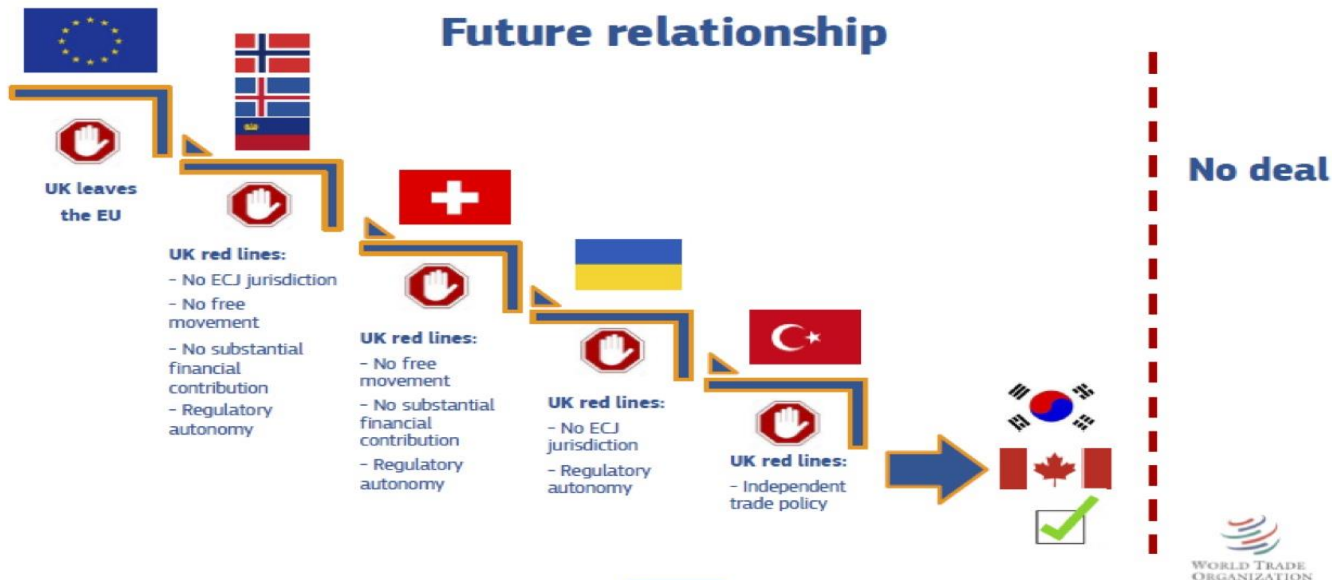 Future relationship
UK leaves
the EU
UK red lines:
- No ECJ jurisdiction
- No free
movement
- No substantial
financial
contribution
- Regulatory
autonomy
UK red lines:
- No free
movement
- No substantial
financial
contribution
- Regulatory
autonomy
UK red lines:
- No ECJ
jurisdiction
- Regulatory
autonomy
UK red lines:
- Independent
trade policy
No deal
WORLD TRADE
ORGANIZATION